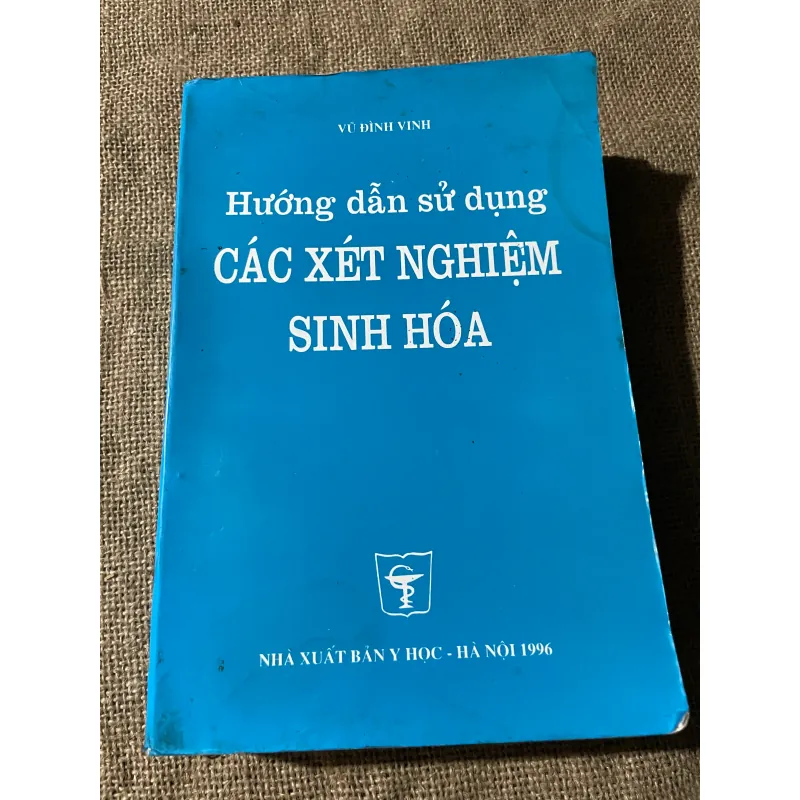 VŨ ĐÌNH VINH
Hướng dẫn sử dụng
CÁC XÉT NGHIỆM
SINH HÓA
NHÀ XUẤT BẢN Y HỌC - HÀ NỘI 1996